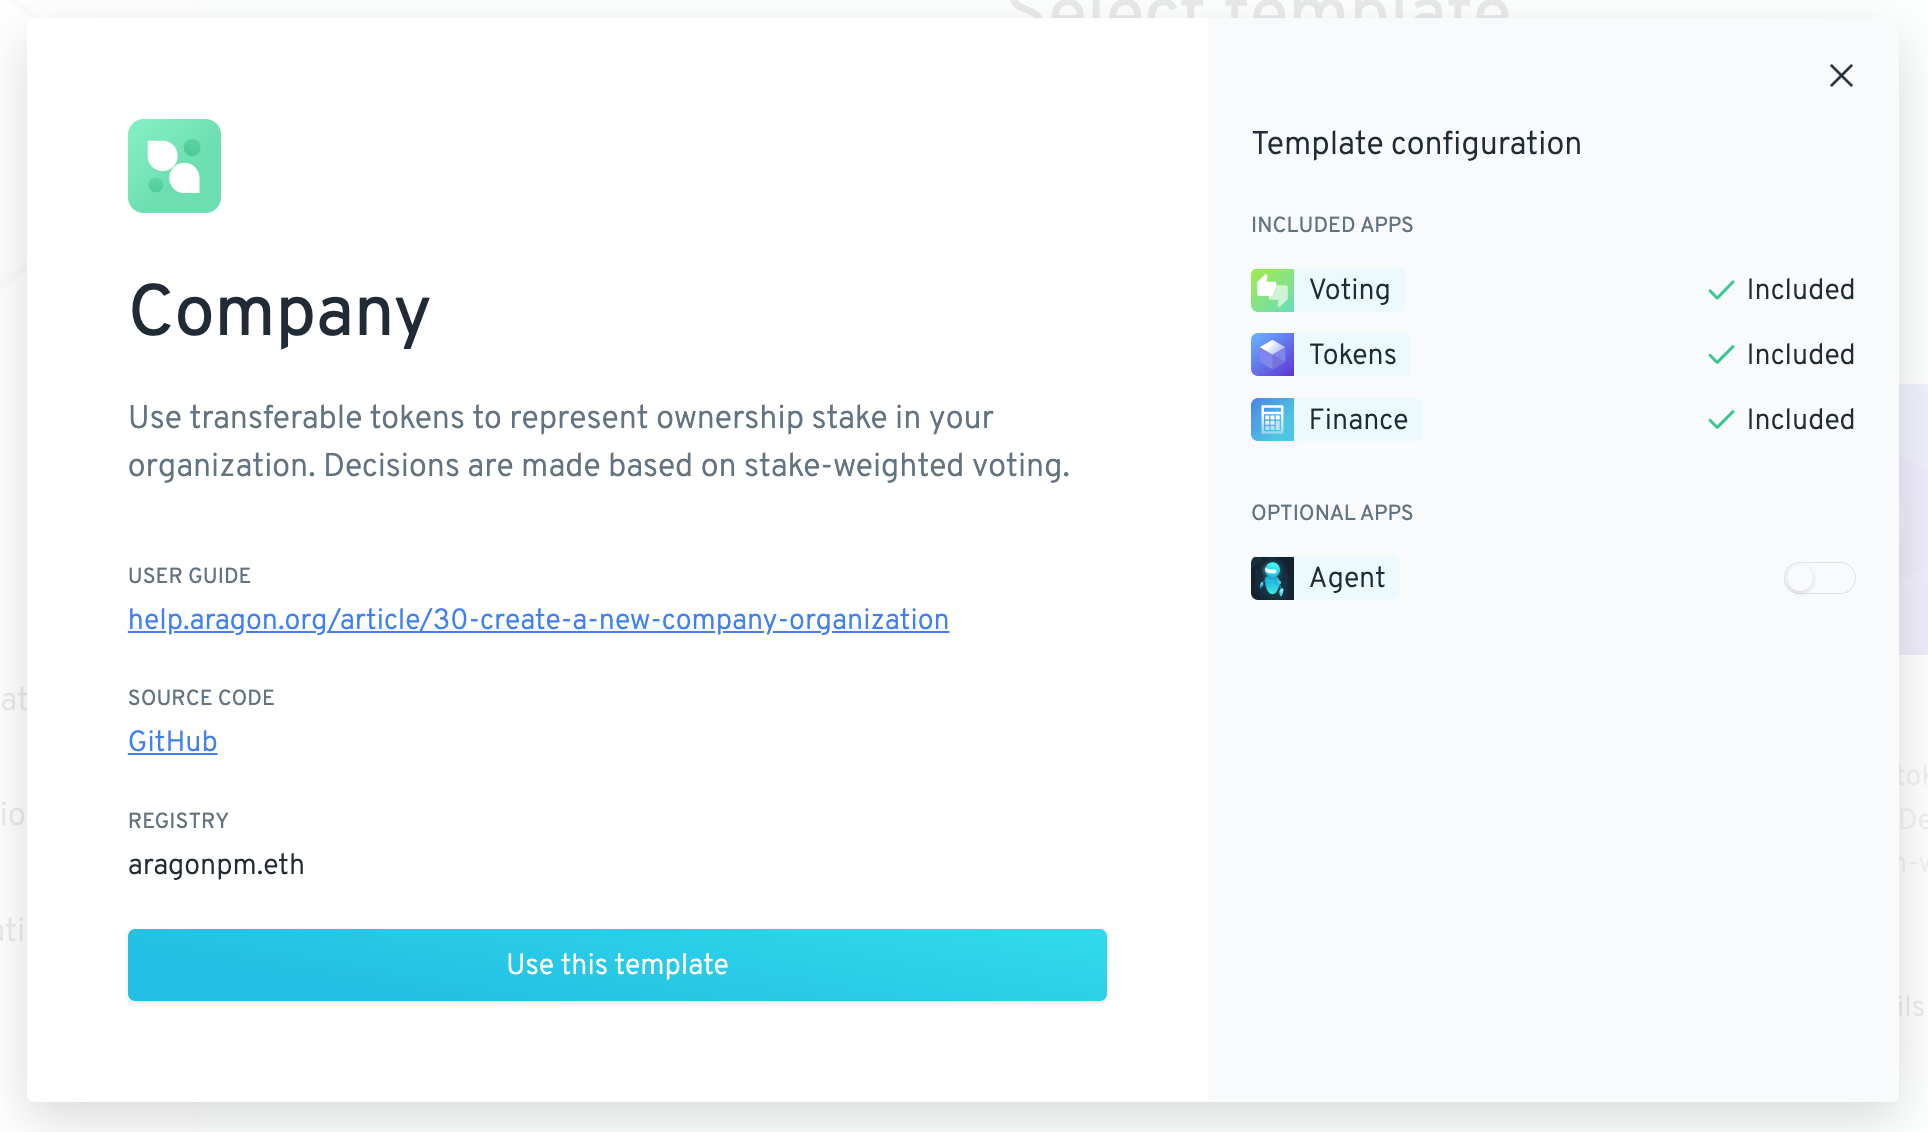 Select template
Company
Use transferable tokens to represent ownership stake in your
organization. Decisions are made based on stake-weighted voting.
USER GUIDE
help.aragon.org/article/30-create-a-new-company-organization
SOURCE CODE
GitHub
REGISTRY
aragonpm.eth
Use this template
Template configuration
INCLUDED APPS
Voting Included
Tokens Included
Finance Included
OPTIONAL APPS
Agent